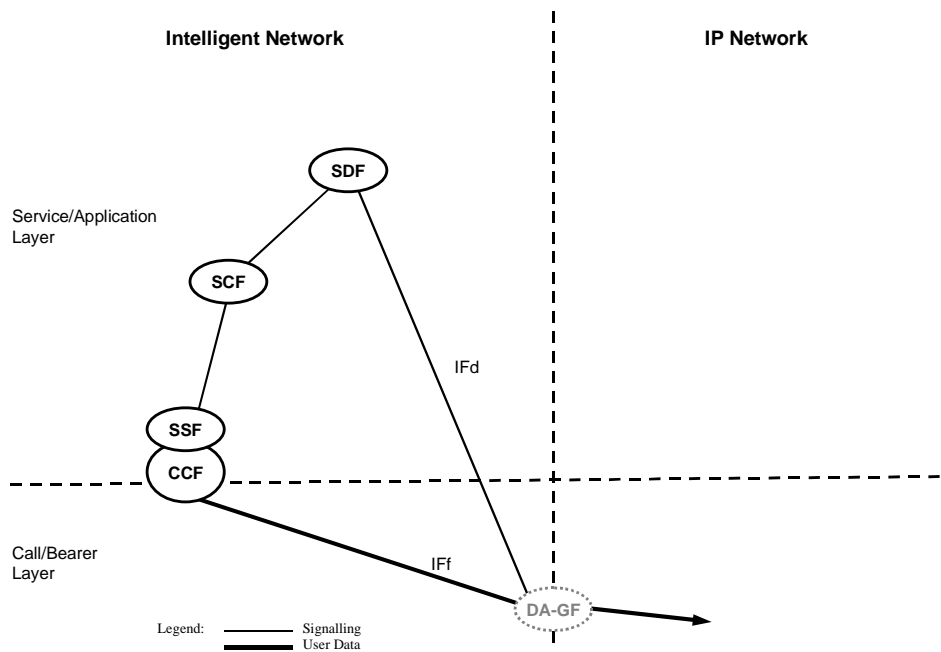 Intelligent Network
IP Network
SDF
Service/Application
Layer
SCF
IFd
SSF
CCF
Call/Bearer
Layer
IFf
DA-GF
Legend:
Signalling
User Data